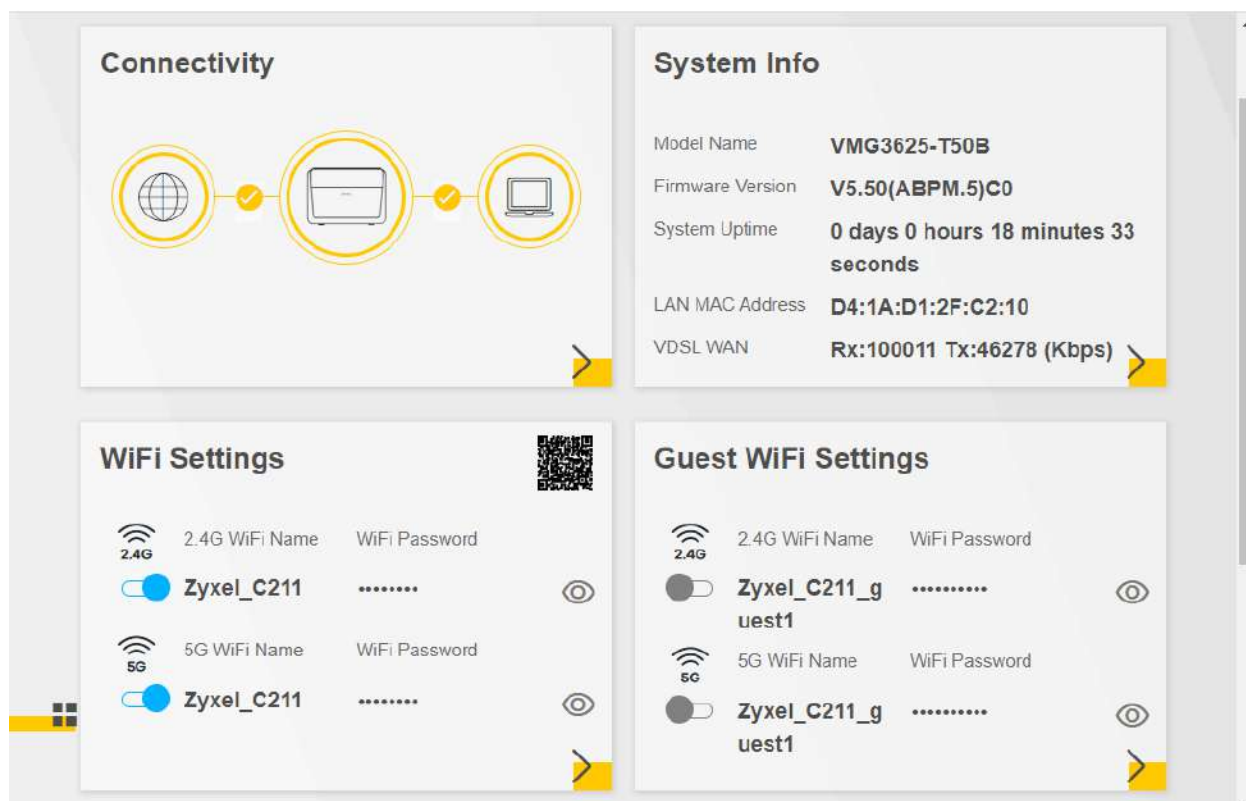 Connectivity
System Info
Model Name VMG3625-T50B
Firmware Version V5.50(ABPM.5)C0
System Uptime 0 days 0 hours 18 minutes 33
seconds
LAN MAC Address D4:1A:D1:2F:C2:10
VDSL WAN Rx:100011 Tx:46278 (Kbps)
WiFi Settings
2.4G 2.4G WiFi Name WiFi Password
Zyxel_C211 ••••••••
5G 5G WiFi Name WiFi Password
Zyxel_C211 ••••••••
Guest WiFi Settings
2.4G 2.4G WiFi Name WiFi Password
Zyxel_C211_g ••••••••••
uest1
5G 5G WiFi Name WiFi Password
Zyxel_C211_g ••••••••••
uest1